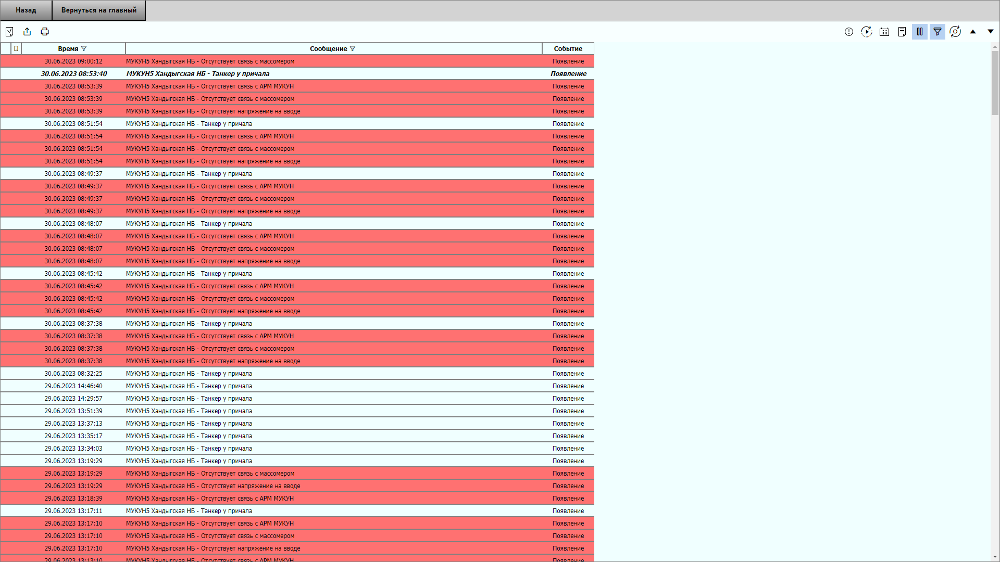 Назад Вернуться на главный
Время Сообщение Событие
30.06.2023 09:00:12 МУКУН5 Хандыгская НБ - Отсутствует связь с массомером Появление
30.06.2023 08:53:40 МУКУН5 Хандыгская НБ - Танкер у причала Появление
30.06.2023 08:53:39 МУКУН5 Хандыгская НБ - Отсутствует связь с АРМ МУКУН Появление
30.06.2023 08:53:39 МУКУН5 Хандыгская НБ - Отсутствует связь с массомером Появление
30.06.2023 08:53:39 МУКУН5 Хандыгская НБ - Отсутствует напряжение на вводе Появление
30.06.2023 08:51:54 МУКУН5 Хандыгская НБ - Танкер у причала Появление
30.06.2023 08:51:54 МУКУН5 Хандыгская НБ - Отсутствует связь с АРМ МУКУН Появление
30.06.2023 08:51:54 МУКУН5 Хандыгская НБ - Отсутствует связь с массомером Появление
30.06.2023 08:51:54 МУКУН5 Хандыгская НБ - Отсутствует напряжение на вводе Появление
30.06.2023 08:49:37 МУКУН5 Хандыгская НБ - Танкер у причала Появление
30.06.2023 08:49:37 МУКУН5 Хандыгская НБ - Отсутствует связь с АРМ МУКУН Появление
30.06.2023 08:49:37 МУКУН5 Хандыгская НБ - Отсутствует связь с массомером Появление
30.06.2023 08:49:37 МУКУН5 Хандыгская НБ - Отсутствует напряжение на вводе Появление
30.06.2023 08:48:07 МУКУН5 Хандыгская НБ - Танкер у причала Появление
30.06.2023 08:48:07 МУКУН5 Хандыгская НБ - Отсутствует связь с АРМ МУКУН Появление
30.06.2023 08:48:07 МУКУН5 Хандыгская НБ - Отсутствует связь с массомером Появление
30.06.2023 08:48:07 МУКУН5 Хандыгская НБ - Отсутствует напряжение на вводе Появление
30.06.2023 08:45:42 МУКУН5 Хандыгская НБ - Танкер у причала Появление
30.06.2023 08:45:42 МУКУН5 Хандыгская НБ - Отсутствует связь с АРМ МУКУН Появление
30.06.2023 08:45:42 МУКУН5 Хандыгская НБ - Отсутствует связь с массомером Появление
30.06.2023 08:45:42 МУКУН5 Хандыгская НБ - Отсутствует напряжение на вводе Появление
30.06.2023 08:37:38 МУКУН5 Хандыгская НБ - Танкер у причала Появление
30.06.2023 08:37:38 МУКУН5 Хандыгская НБ - Отсутствует связь с АРМ МУКУН Появление
30.06.2023 08:37:38 МУКУН5 Хандыгская НБ - Отсутствует связь с массомером Появление
30.06.2023 08:37:38 МУКУН5 Хандыгская НБ - Отсутствует напряжение на вводе Появление
30.06.2023 08:32:25 МУКУН5 Хандыгская НБ - Танкер у причала Появление
29.06.2023 14:46:40 МУКУН5 Хандыгская НБ - Танкер у причала Появление
29.06.2023 14:29:57 МУКУН5 Хандыгская НБ - Танкер у причала Появление
29.06.2023 13:51:39 МУКУН5 Хандыгская НБ - Танкер у причала Появление
29.06.2023 13:37:13 МУКУН5 Хандыгская НБ - Танкер у причала Появление
29.06.2023 13:35:17 МУКУН5 Хандыгская НБ - Танкер у причала Появление
29.06.2023 13:34:03 МУКУН5 Хандыгская НБ - Танкер у причала Появление
29.06.2023 13:19:29 МУКУН5 Хандыгская НБ - Танкер у причала Появление
29.06.2023 13:19:29 МУКУН5 Хандыгская НБ - Отсутствует связь с массомером Появление
29.06.2023 13:19:29 МУКУН5 Хандыгская НБ - Отсутствует напряжение на вводе Появление
29.06.2023 13:18:39 МУКУН5 Хандыгская НБ - Отсутствует связь с АРМ МУКУН Появление
29.06.2023 13:17:11 МУКУН5 Хандыгская НБ - Танкер у причала Появление
29.06.2023 13:17:10 МУКУН5 Хандыгская НБ - Отсутствует связь с АРМ МУКУН Появление
29.06.2023 13:17:10 МУКУН5 Хандыгская НБ - Отсутствует связь с массомером Появление
29.06.2023 13:17:10 МУКУН5 Хандыгская НБ - Отсутствует напряжение на вводе Появление
29.06.2023 13:13:10 МУКУН5 Хандыгская НБ - Отсутствует связь с АРМ МУКУН Появление